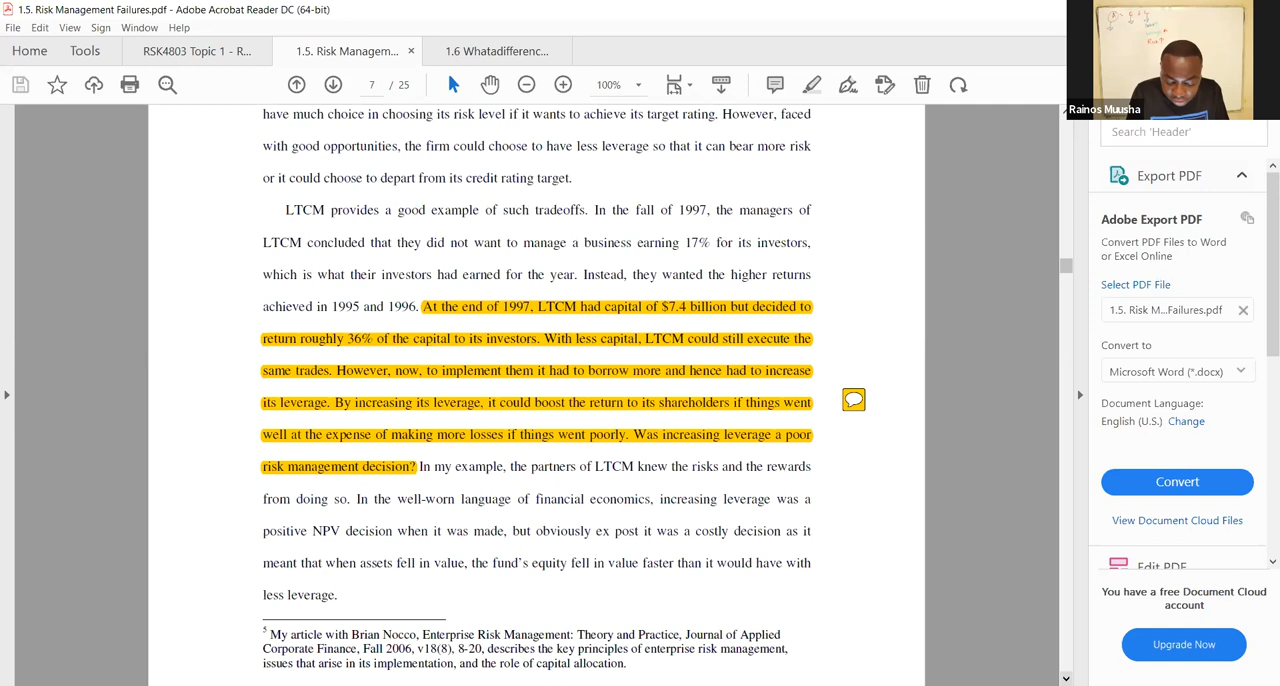 1.5. Risk Management Failures.pdf - Adobe Acrobat Reader DC (64-bit)
File Edit View Sign Window Help
Home Tools RSK4803 Topic 1 - R... 1.5. Risk Managem... × 1.6 Whatadifferenc...
7 / 25 100%
Rainos Muusha
have much choice in choosing its risk level if it wants to achieve its target rating. However, faced
with good opportunities, the firm could choose to have less leverage so that it can bear more risk
or it could choose to depart from its credit rating target.
LTCM provides a good example of such tradeoffs. In the fall of 1997, the managers of
LTCM concluded that they did not want to manage a business earning 17% for its investors,
which is what their investors had earned for the year. Instead, they wanted the higher returns
achieved in 1995 and 1996. At the end of 1997, LTCM had capital of $7.4 billion but decided to
return roughly 36% of the capital to its investors. With less capital, LTCM could still execute the
same trades. However, now, to implement them it had to borrow more and hence had to increase
its leverage. By increasing its leverage, it could boost the return to its shareholders if things went
well at the expense of making more losses if things went poorly. Was increasing leverage a poor
risk management decision? In my example, the partners of LTCM knew the risks and the rewards
from doing so. In the well-worn language of financial economics, increasing leverage was a
positive NPV decision when it was made, but obviously ex post it was a costly decision as it
meant that when assets fell in value, the fund's equity fell in value faster than it would have with
less leverage.
5 My article with Brian Nocco, Enterprise Risk Management: Theory and Practice, Journal of Applied
Corporate Finance, Fall 2006, v18(8), 8-20, describes the key principles of enterprise risk management,
issues that arise in its implementation, and the role of capital allocation.
Search 'Header'
Export PDF
Adobe Export PDF
Convert PDF Files to Word
or Excel Online
Select PDF File
1.5. Risk M...Failures.pdf
Convert to
Microsoft Word (*.docx)
Document Language:
English (U.S.) Change
Convert
View Document Cloud Files
Edit PDF
You have a free Document Cloud
account
Upgrade Now